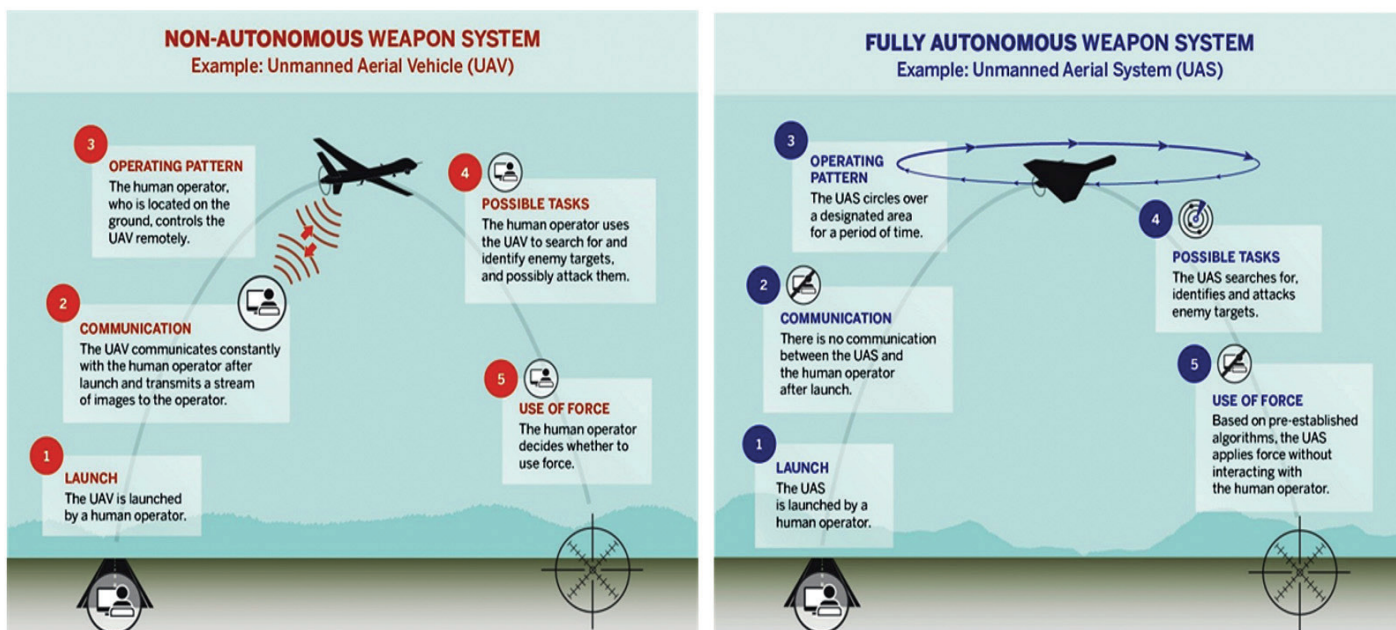 NON-AUTONOMOUS WEAPON SYSTEM
Example: Unmanned Aerial Vehicle (UAV)
3
OPERATING PATTERN
The human operator,
who is located on the
ground, controls the
UAV remotely.
4
POSSIBLE TASKS
The human operator uses
the UAV to search for and
identify enemy targets,
and possibly attack them.
2
COMMUNICATION
The UAV communicates constantly
with the human operator after
launch and transmits a stream
of images to the operator.
5
USE OF FORCE
The human operator
decides whether to
use force.
1
LAUNCH
The UAV is launched
by a human operator.
FULLY AUTONOMOUS WEAPON SYSTEM
Example: Unmanned Aerial System (UAS)
3
OPERATING
PATTERN
The UAS circles over
a designated area
for a period of time.
4
POSSIBLE TASKS
The UAS searches for,
identifies and attacks
enemy targets.
2
COMMUNICATION
There is no communication
between the UAS and
the human operator
after launch.
5
USE OF FORCE
Based on pre-established
algorithms, the UAS
applies force without
interacting with
the human operator.
1
LAUNCH
The UAS
is launched by a
human operator.